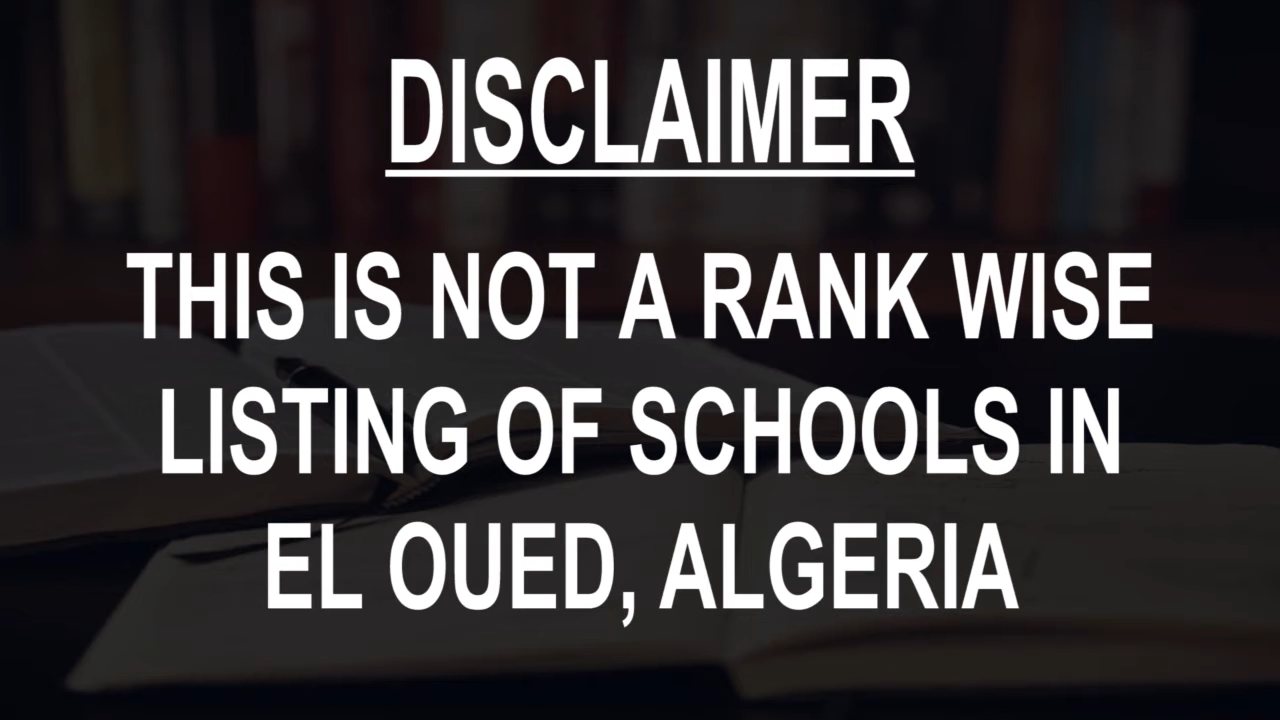 DISCLAIMER
THIS IS NOT A RANK WISE
LISTING OF SCHOOLS IN
EL OUED, ALGERIA